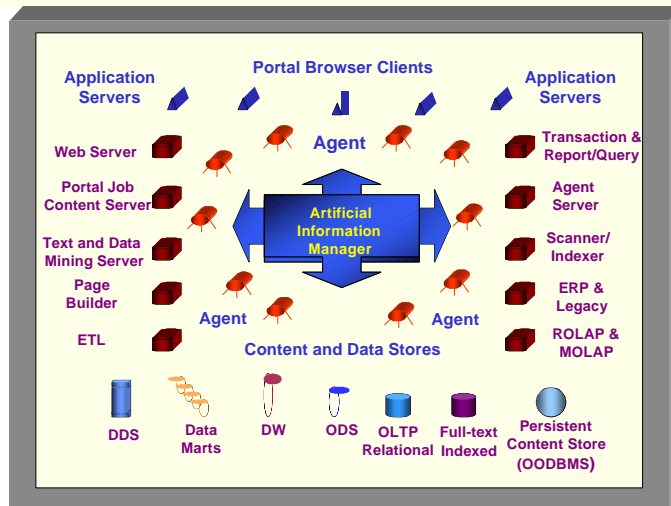 Portal Browser Clients
Application
Servers
Application
Servers
Agent
Web Server
Portal Job
Content Server
Text and Data
Mining Server
Page
Builder
ETL
Artificial
Information
Manager
Transaction &
Report/Query
Agent
Server
Scanner/
Indexer
ERP &
Legacy
ROLAP &
MOLAP
Agent
Agent
Content and Data Stores
DDS
Data
Marts
DW
ODS
OLTP
Relational
Full-text
Indexed
Persistent
Content Store
(OODBMS)